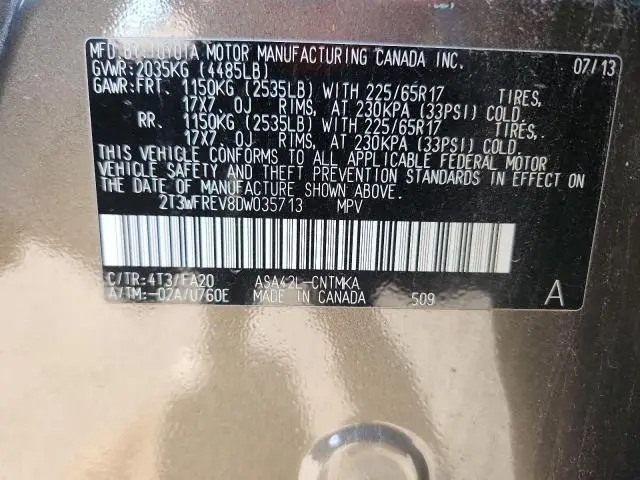 MFD. BY: TOYOTA MOTOR MANUFACTURING CANADA INC. 07/13
GVWR: 2035KG (4485LB)
GAWR: FRT. 1150KG (2535LB) WITH 225/65R17 TIRES,
17X7.0J RIMS, AT 230KPA (33PSI) COLD.
RR. 1150KG (2535LB) WITH 225/65R17 TIRES,
17X7.0J RIMS, AT 230KPA (33PSI) COLD.
THIS VEHICLE CONFORMS TO ALL APPLICABLE FEDERAL MOTOR
VEHICLE SAFETY AND THEFT PREVENTION STANDARDS IN EFFECT ON
THE DATE OF MANUFACTURE SHOWN ABOVE.
2T3WFREV8DW035713 MPV
C/TR: 4T3/FA20 ASA42L-CNTMKA
A/TM: -02A/U760E MADE IN CANADA 509 A